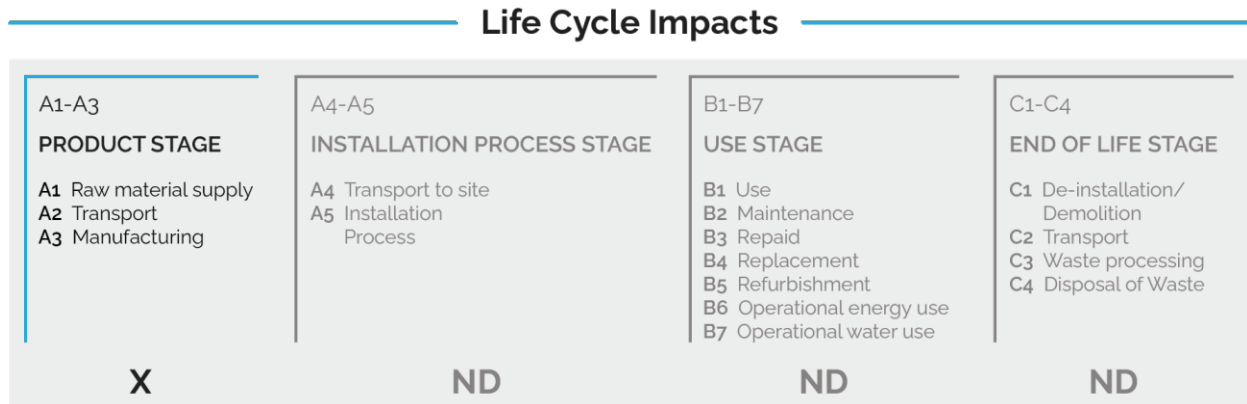 Life Cycle Impacts
A1-A3
PRODUCT STAGE
A1 Raw material supply
A2 Transport
A3 Manufacturing
X
A4-A5
INSTALLATION PROCESS STAGE
A4 Transport to site
A5 Installation
Process
ND
B1-B7
USE STAGE
B1 Use
B2 Maintenance
B3 Repaid
B4 Replacement
B5 Refurbishment
B6 Operational energy use
B7 Operational water use
ND
C1-C4
END OF LIFE STAGE
C1 De-installation/
Demolition
C2 Transport
C3 Waste processing
C4 Disposal of Waste
ND